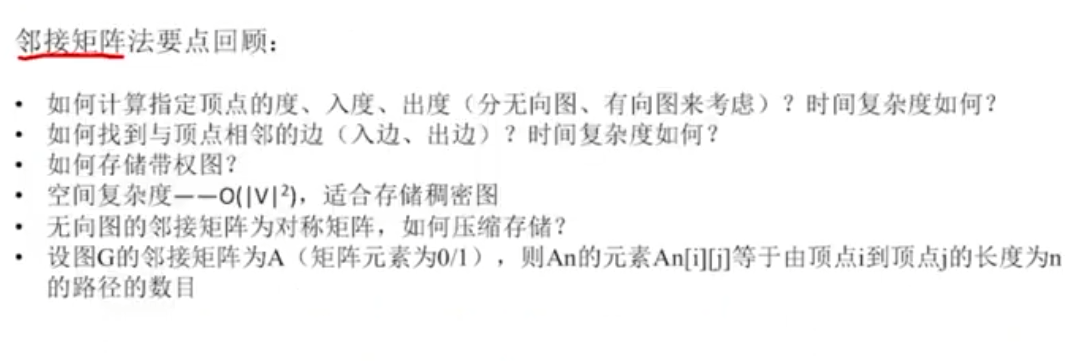 邻接矩阵法要点回顾：
• 如何计算指定顶点的度、入度、出度（分无向图、有向图来考虑）？时间复杂度如何？
• 如何找到与顶点相邻的边（入边、出边）？时间复杂度如何？
• 如何存储带权图？
• 空间复杂度——O(|V|²)，适合存储稠密图
• 无向图的邻接矩阵为对称矩阵，如何压缩存储？
• 设图G的邻接矩阵为A（矩阵元素为0/1），则An的元素An[i][j]等于由顶点i到顶点j的长度为n
的路径的数目